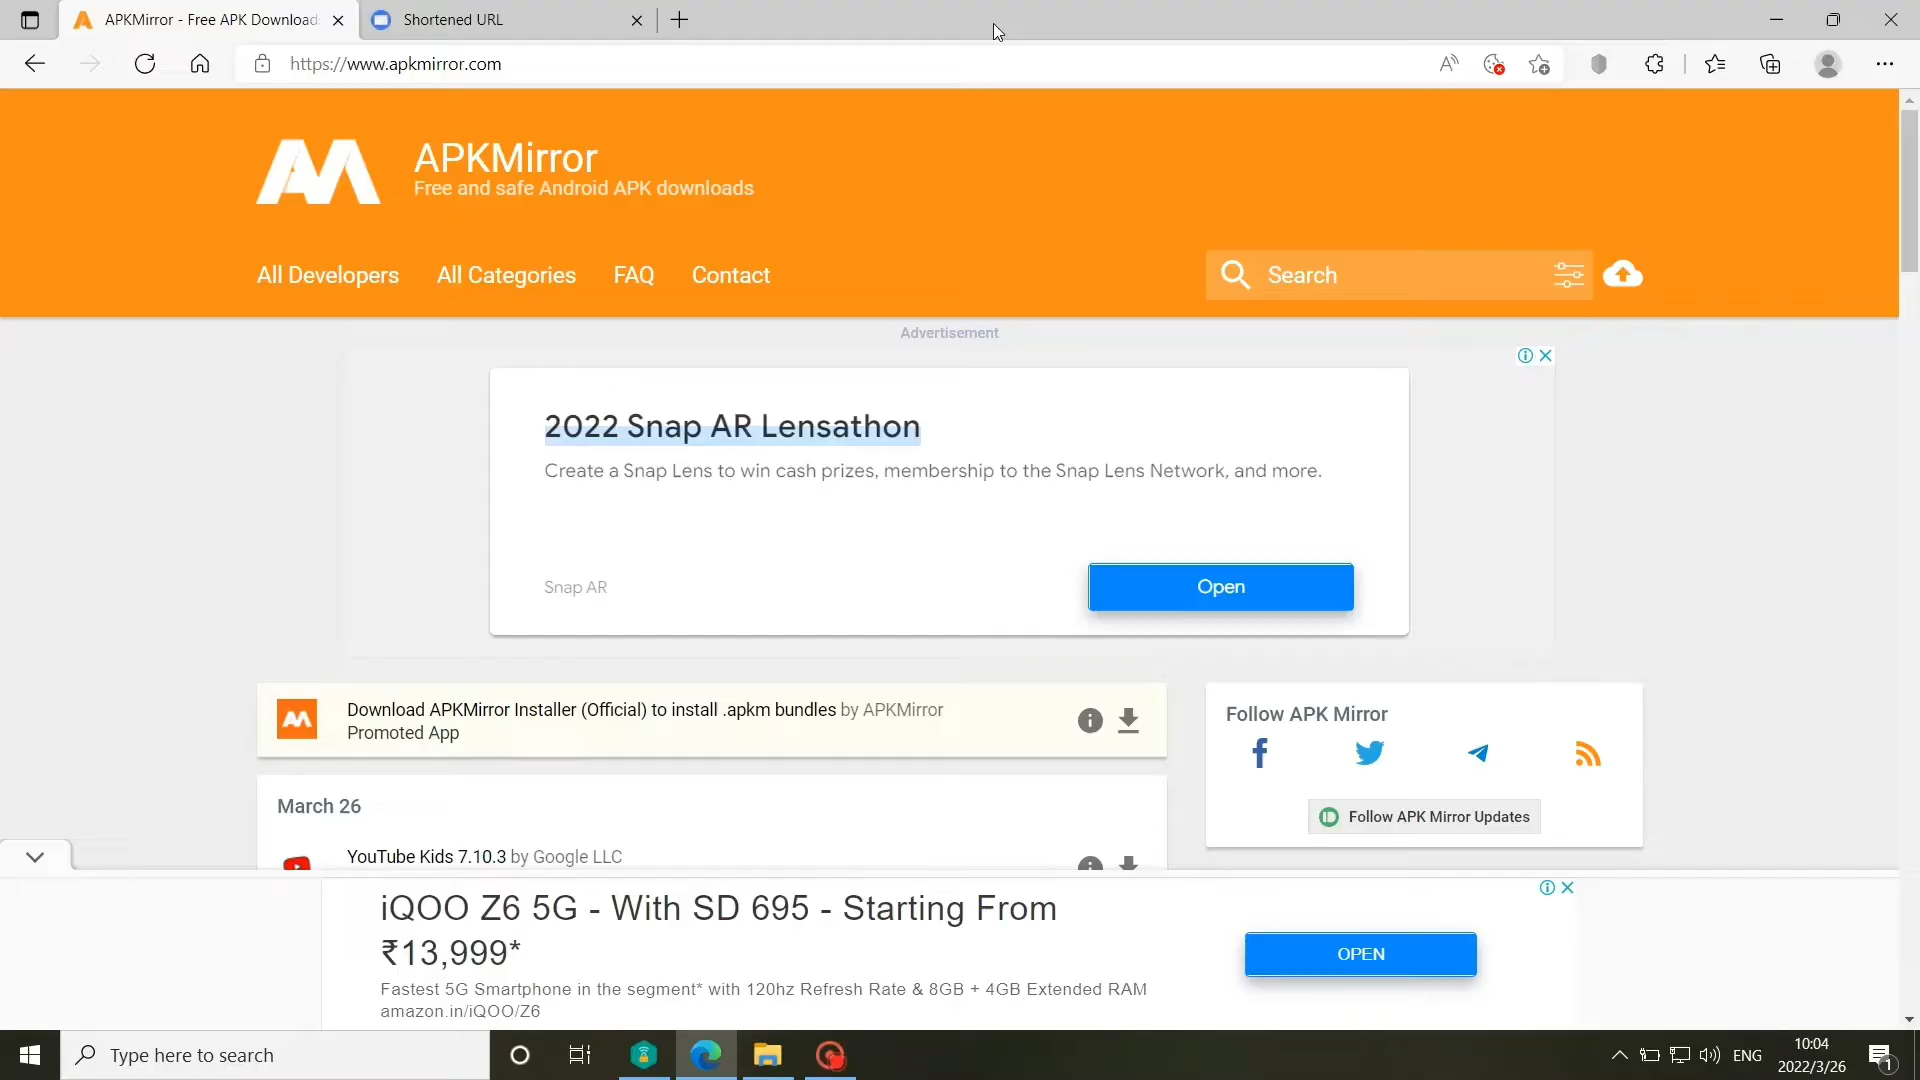 APKMirror - Free APK Download
Shortened URL
https://www.apkmirror.com
APKMirror
Free and safe Android APK downloads
All Developers
All Categories
FAQ
Contact
Search
Advertisement
2022 Snap AR Lensathon
Create a Snap Lens to win cash prizes, membership to the Snap Lens Network, and more.
Snap AR
Open
Download APKMirror Installer (Official) to install .apkm bundles by APKMirror
Promoted App
Follow APK Mirror
Follow APK Mirror Updates
March 26
YouTube Kids 7.10.3 by Google LLC
iQOO Z6 5G - With SD 695 - Starting From
₹13,999*
OPEN
Fastest 5G Smartphone in the segment* with 120hz Refresh Rate & 8GB + 4GB Extended RAM
amazon.in/iQOO/Z6
Type here to search
ENG
10:04
2022/3/26
1